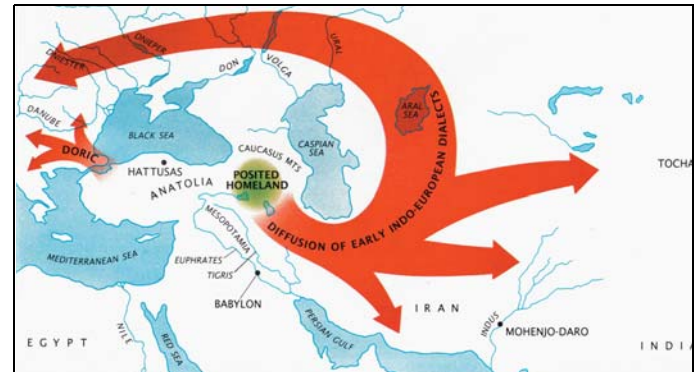 DNIESTER
DNIEPER
DON
VOLGA
URAL
DANUBE
BLACK SEA
ARAL
SEA
CASPIAN
SEA
CAUCASUS MTS
DORIC
HATTUSAS
ANATOLIA
POSITED
HOMELAND
TOCHA
DIFFUSION OF EARLY INDO-EUROPEAN DIALECTS
MESOPOTAMIA
MEDITERRANEAN SEA
EUPHRATES
TIGRIS
BABYLON
IRAN
INDUS
MOHENJO-DARO
EGYPT
NILE
RED SEA
PERSIAN GULF
INDIA